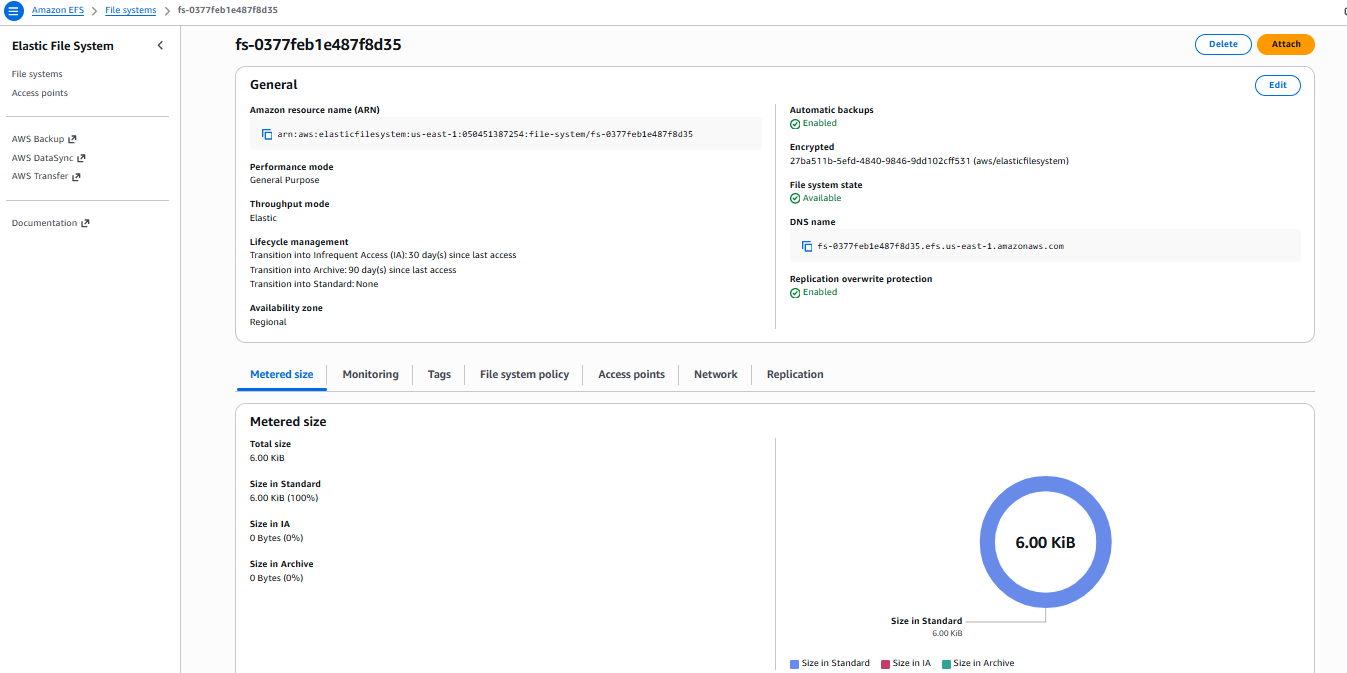 Amazon EFS > File systems > fs-0377feb1e487f8d35
Elastic File System
File systems
Access points
AWS Backup
AWS DataSync
AWS Transfer
Documentation
fs-0377feb1e487f8d35
Delete
Attach
General
Edit
Amazon resource name (ARN)
arn:aws:elasticfilesystem:us-east-1:050451387254:file-system/fs-0377feb1e487f8d35
Performance mode
General Purpose
Throughput mode
Elastic
Lifecycle management
Transition into Infrequent Access (IA): 30 day(s) since last access
Transition into Archive: 90 day(s) since last access
Transition into Standard: None
Availability zone
Regional
Automatic backups
Enabled
Encrypted
27ba511b-5efd-4840-9846-9dd102cff531 (aws/elasticfilesystem)
File system state
Available
DNS name
fs-0377feb1e487f8d35.efs.us-east-1.amazonaws.com
Replication overwrite protection
Enabled
Metered size
Monitoring
Tags
File system policy
Access points
Network
Replication
Metered size
Total size
6.00 KiB
Size in Standard
6.00 KiB (100%)
Size in IA
0 Bytes (0%)
Size in Archive
0 Bytes (0%)
6.00 KiB
Size in Standard
6.00 KiB
Size in Standard
Size in IA
Size in Archive